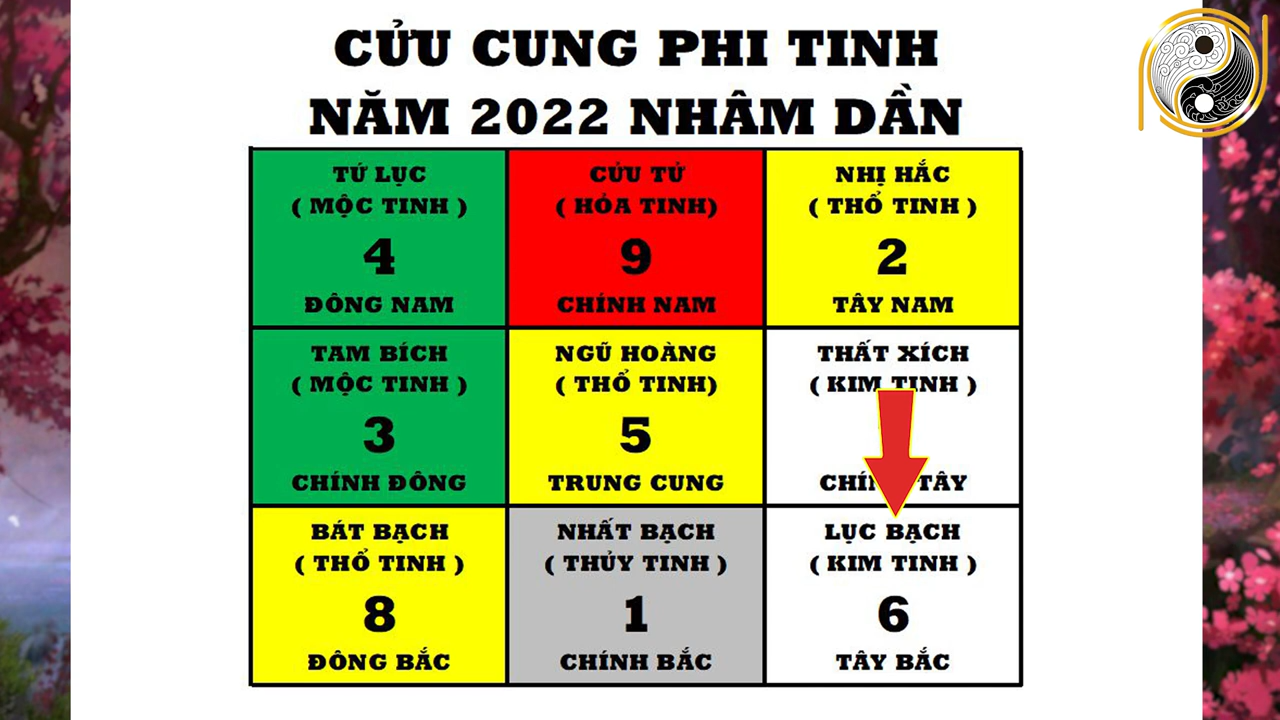 CỬU CUNG PHI TINH
NĂM 2022 NHÂM DẦN
TỨ LỤC
( MỘC TINH )
4
ĐÔNG NAM
CỬU TỬ
( HỎA TINH)
9
CHÍNH NAM
NHỊ HẮC
( THỔ TINH )
2
TÂY NAM
TAM BÍCH
( MỘC TINH )
3
CHÍNH ĐÔNG
NGŨ HOÀNG
( THỔ TINH)
5
TRUNG CUNG
THẤT XÍCH
( KIM TINH )
TÂY
BÁT BẠCH
( THỔ TINH )
8
ĐÔNG BẮC
NHẤT BẠCH
( THỦY TINH )
1
CHÍNH BẮC
LỤC BẠCH
( KIM TINH )
6
TÂY BẮC